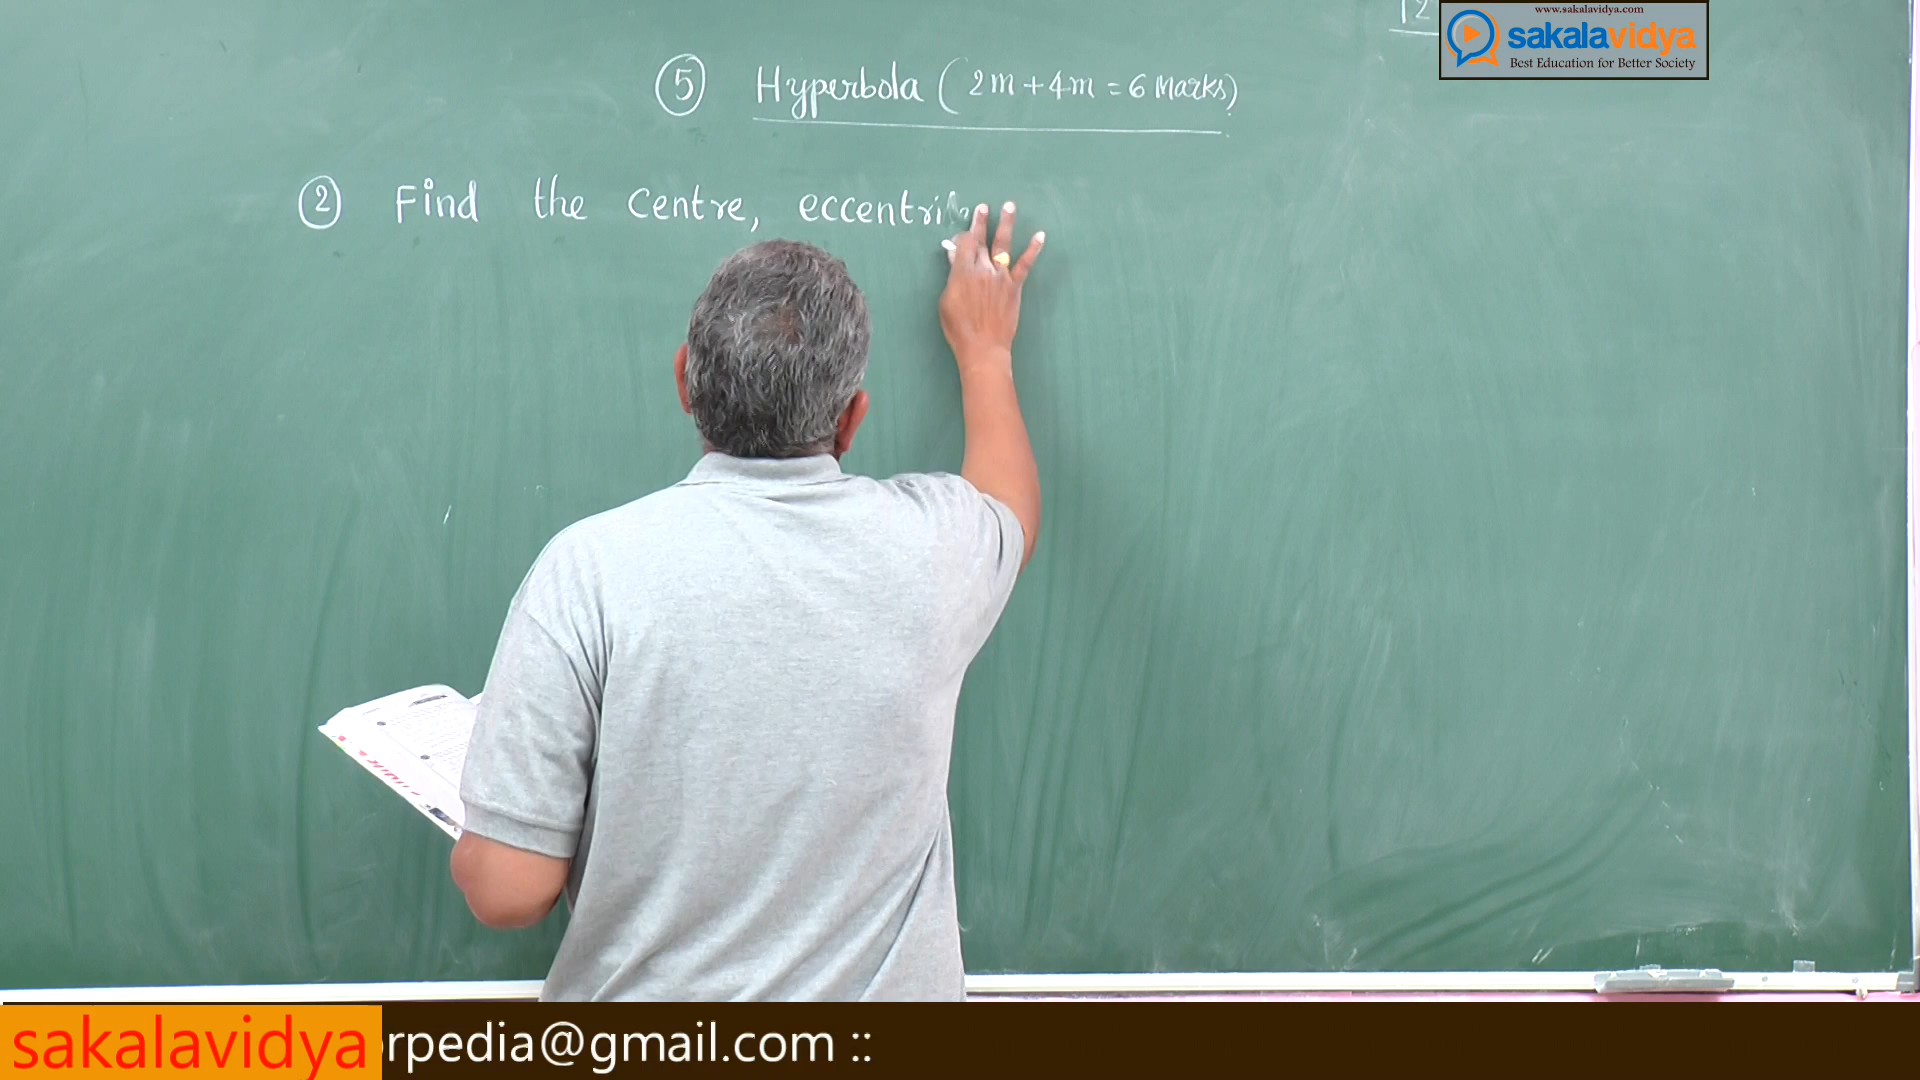 12
www.sakalavidya.com
sakalavidya
Best Education for Better Society
5 Hyperbola (2m+4m=6 Marks)
2 Find the Centre, eccentri
sakalavidya orpedia@gmail.com ::